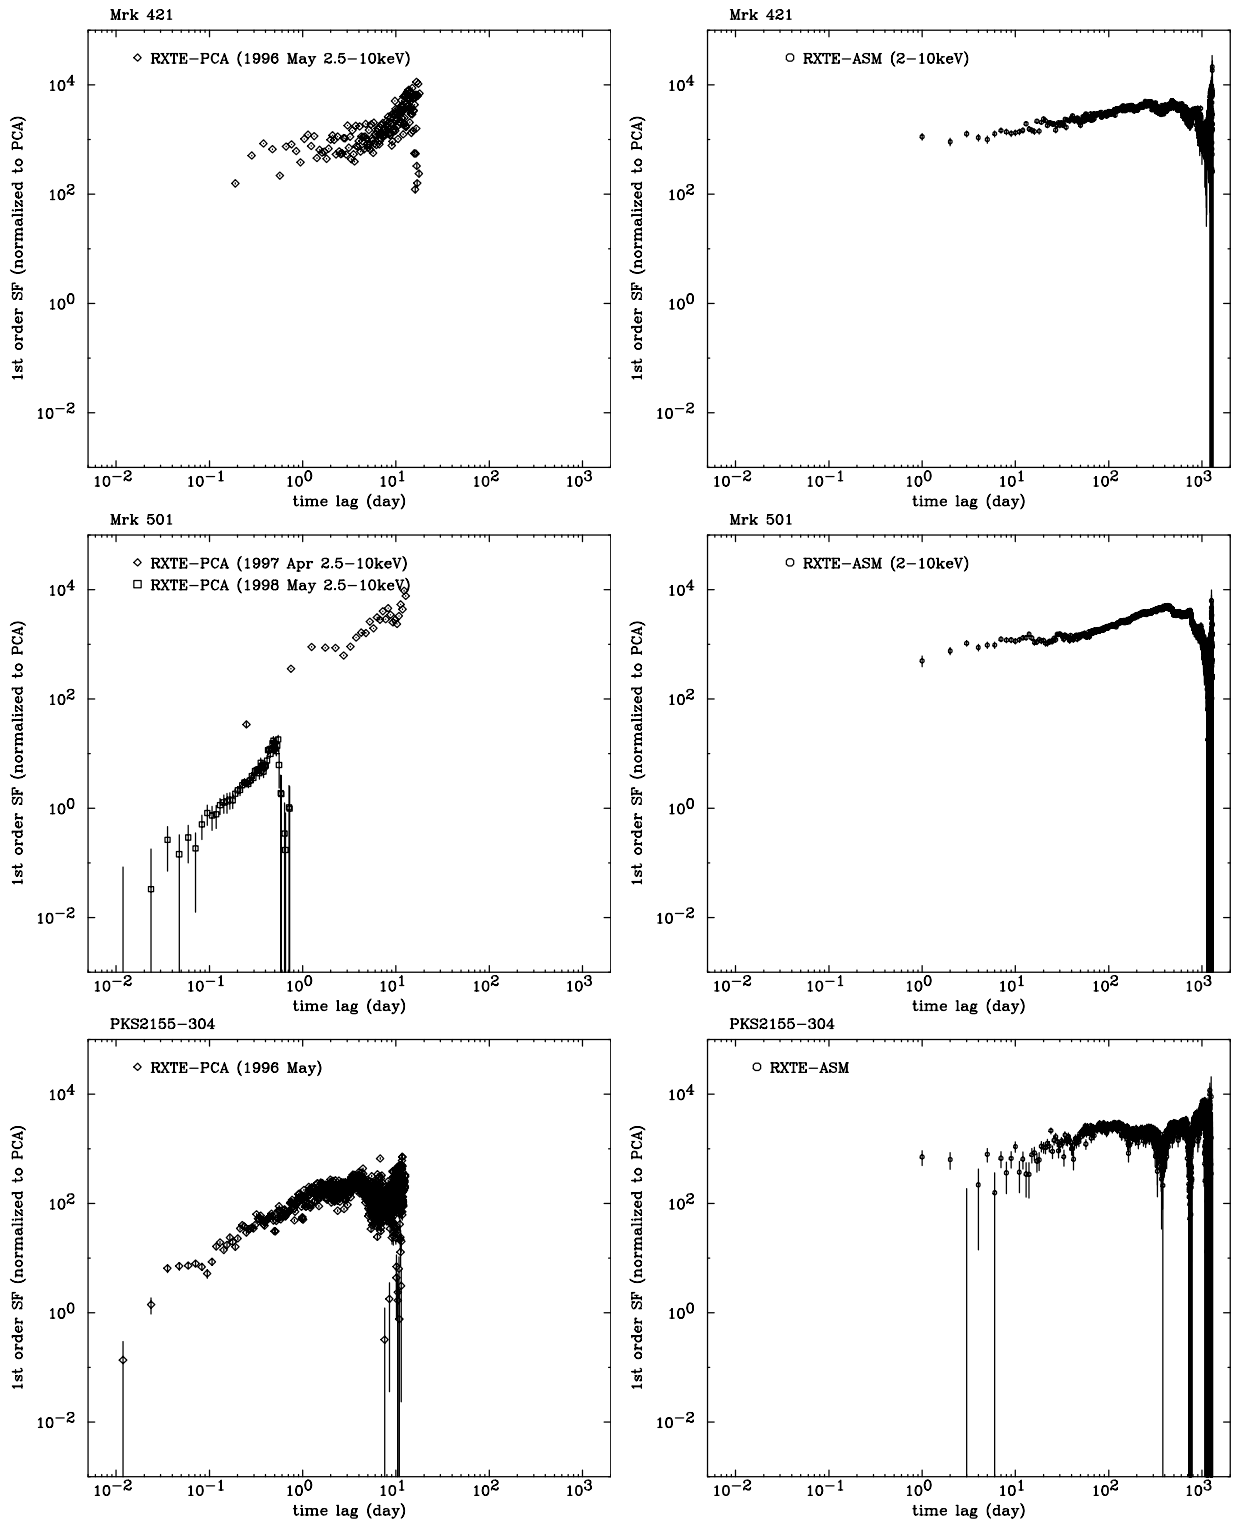 Mrk 421
RXTE-PCA (1996 May 2.5-10keV)
1st order SF (normalized to PCA)
10^4
10^2
10^0
10^-2
10^-2 10^-1 10^0 10^1 10^2 10^3
time lag (day)
Mrk 421
RXTE-ASM (2-10keV)
1st order SF (normalized to PCA)
10^4
10^2
10^0
10^-2
10^-2 10^-1 10^0 10^1 10^2 10^3
time lag (day)
Mrk 501
RXTE-PCA (1997 Apr 2.5-10keV)
RXTE-PCA (1998 May 2.5-10keV)
1st order SF (normalized to PCA)
10^4
10^2
10^0
10^-2
10^-2 10^-1 10^0 10^1 10^2 10^3
time lag (day)
Mrk 501
RXTE-ASM (2-10keV)
1st order SF (normalized to PCA)
10^4
10^2
10^0
10^-2
10^-2 10^-1 10^0 10^1 10^2 10^3
time lag (day)
PKS2155-304
RXTE-PCA (1996 May)
1st order SF (normalized to PCA)
10^4
10^2
10^0
10^-2
10^-2 10^-1 10^0 10^1 10^2 10^3
time lag (day)
PKS2155-304
RXTE-ASM
1st order SF (normalized to PCA)
10^4
10^2
10^0
10^-2
10^-2 10^-1 10^0 10^1 10^2 10^3
time lag (day)